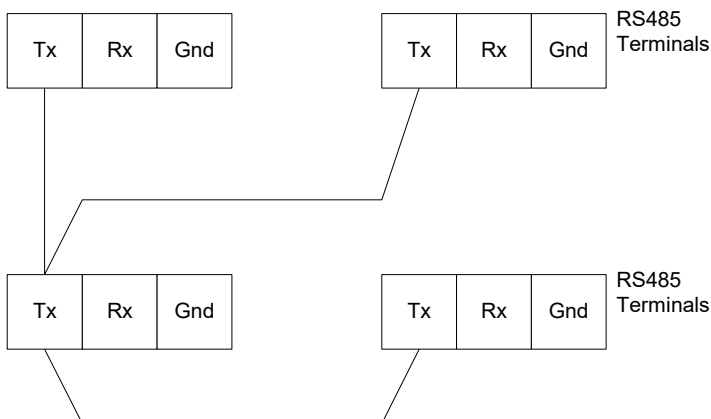 Tx Rx Gnd
Tx Rx Gnd
RS485
Terminals
Tx Rx Gnd
Tx Rx Gnd
RS485
Terminals